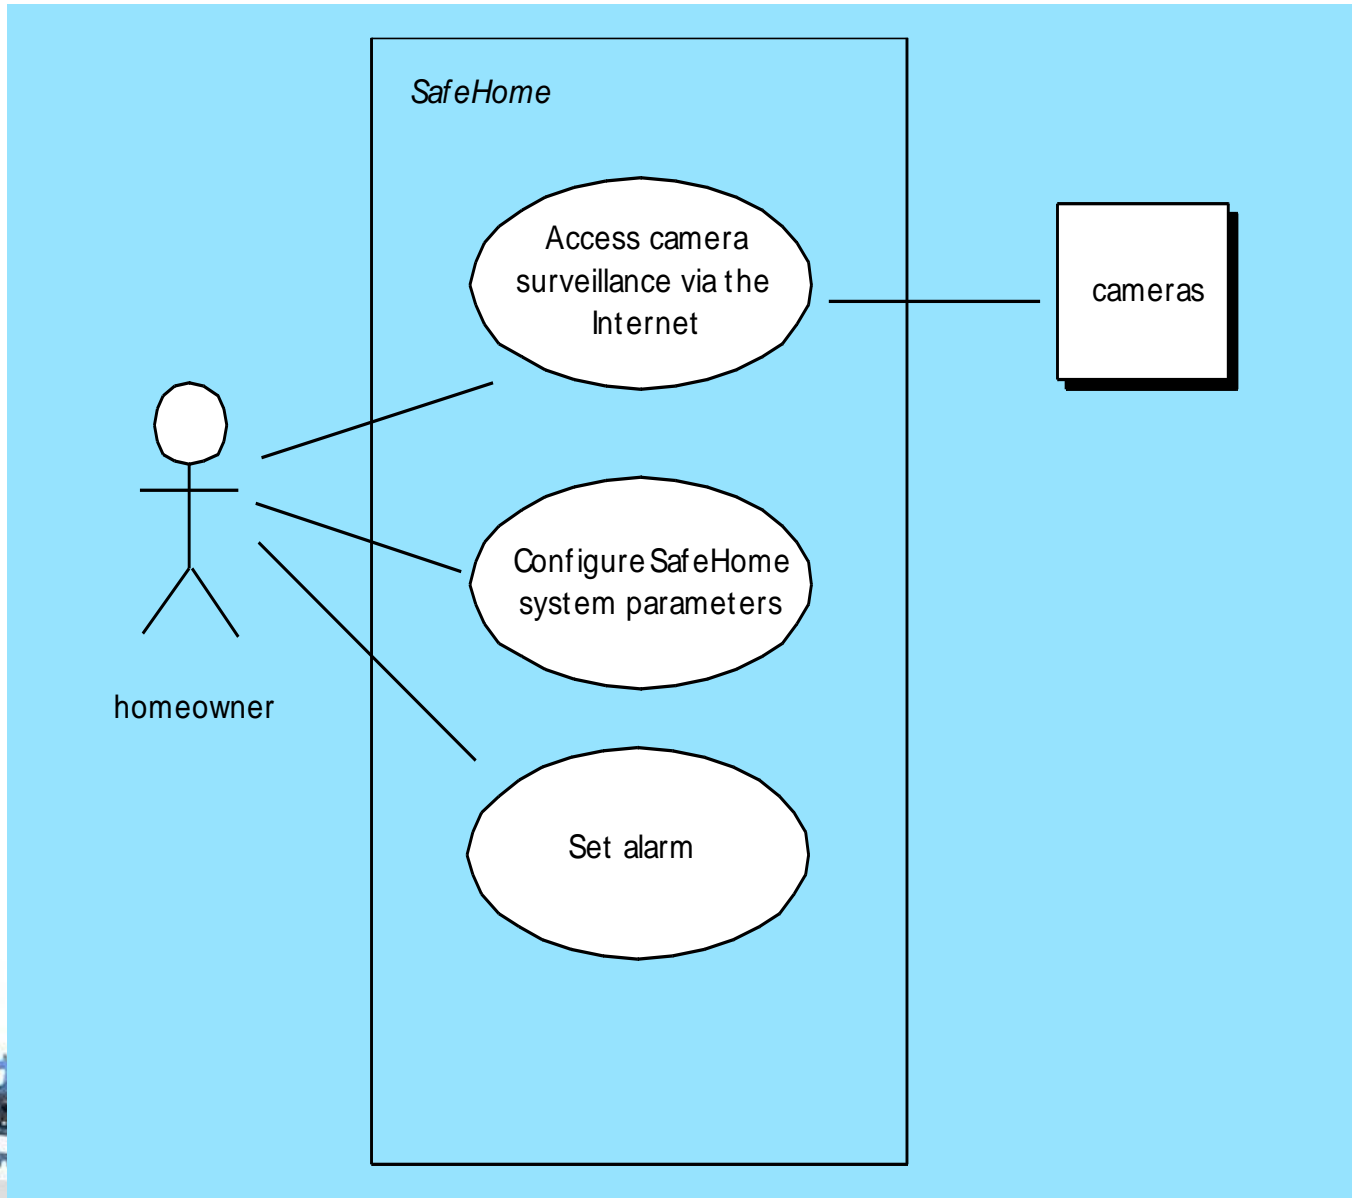 SafeHome
Access camera
surveillance via the
Internet
cameras
Configure SafeHome
system parameters
homeowner
Set alarm